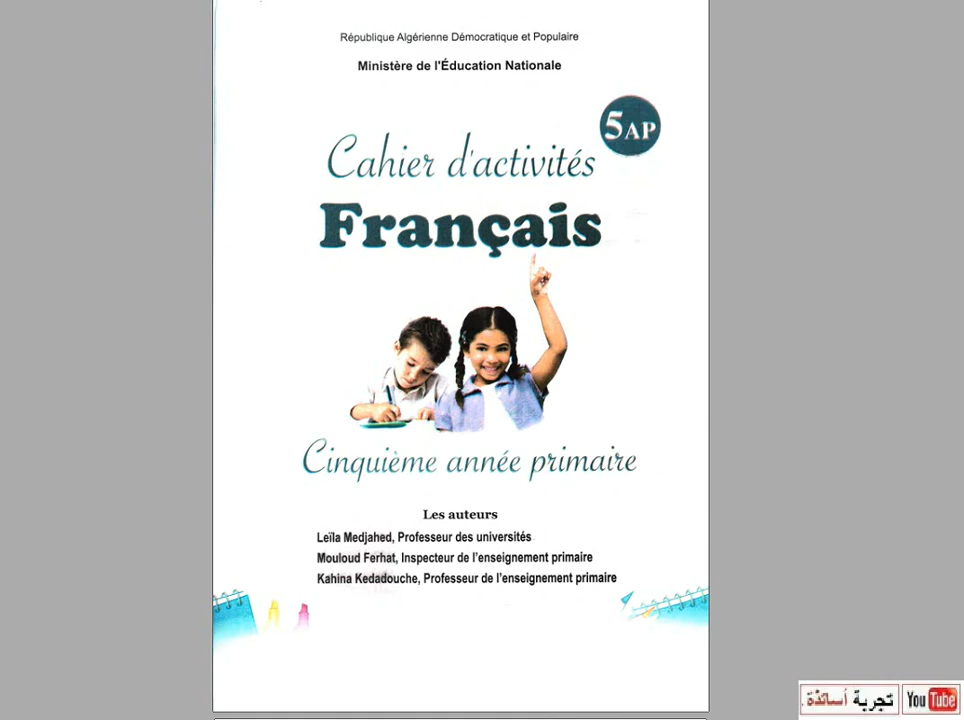 République Algérienne Démocratique et Populaire
Ministère de l'Éducation Nationale
5AP
Cahier d'activités
Français
Cinquième année primaire
Les auteurs
Leïla Medjahed, Professeur des universités
Mouloud Ferhat, Inspecteur de l'enseignement primaire
Kahina Kedadouche, Professeur de l'enseignement primaire
تجربة أساتذة. YouTube